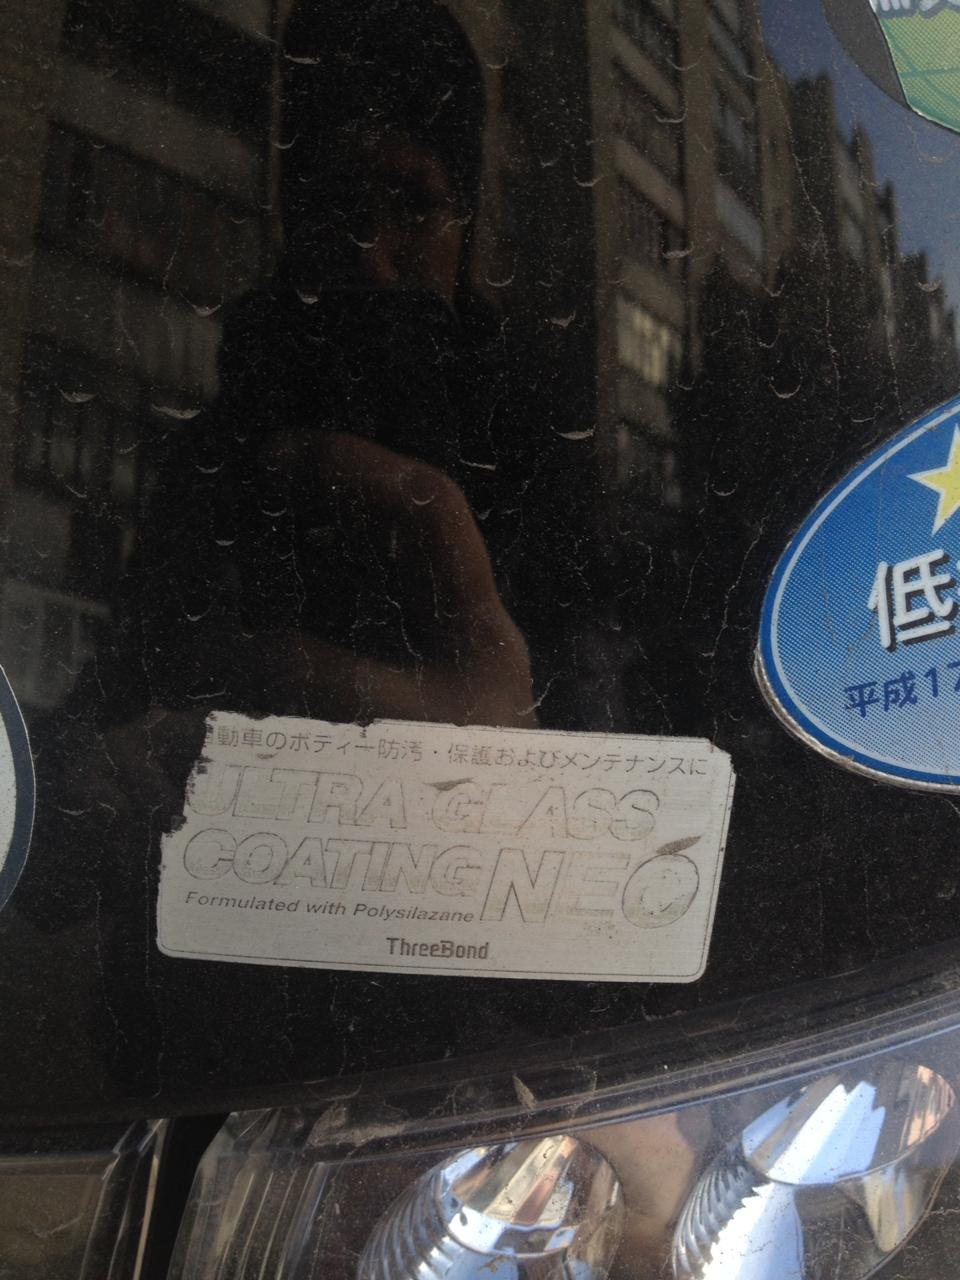 低
平成17
動車のボディー防汚・保護およびメンテナンスに
ULTRA GLASS
COATING NEO
Formulated with Polysilazane
ThreeBond